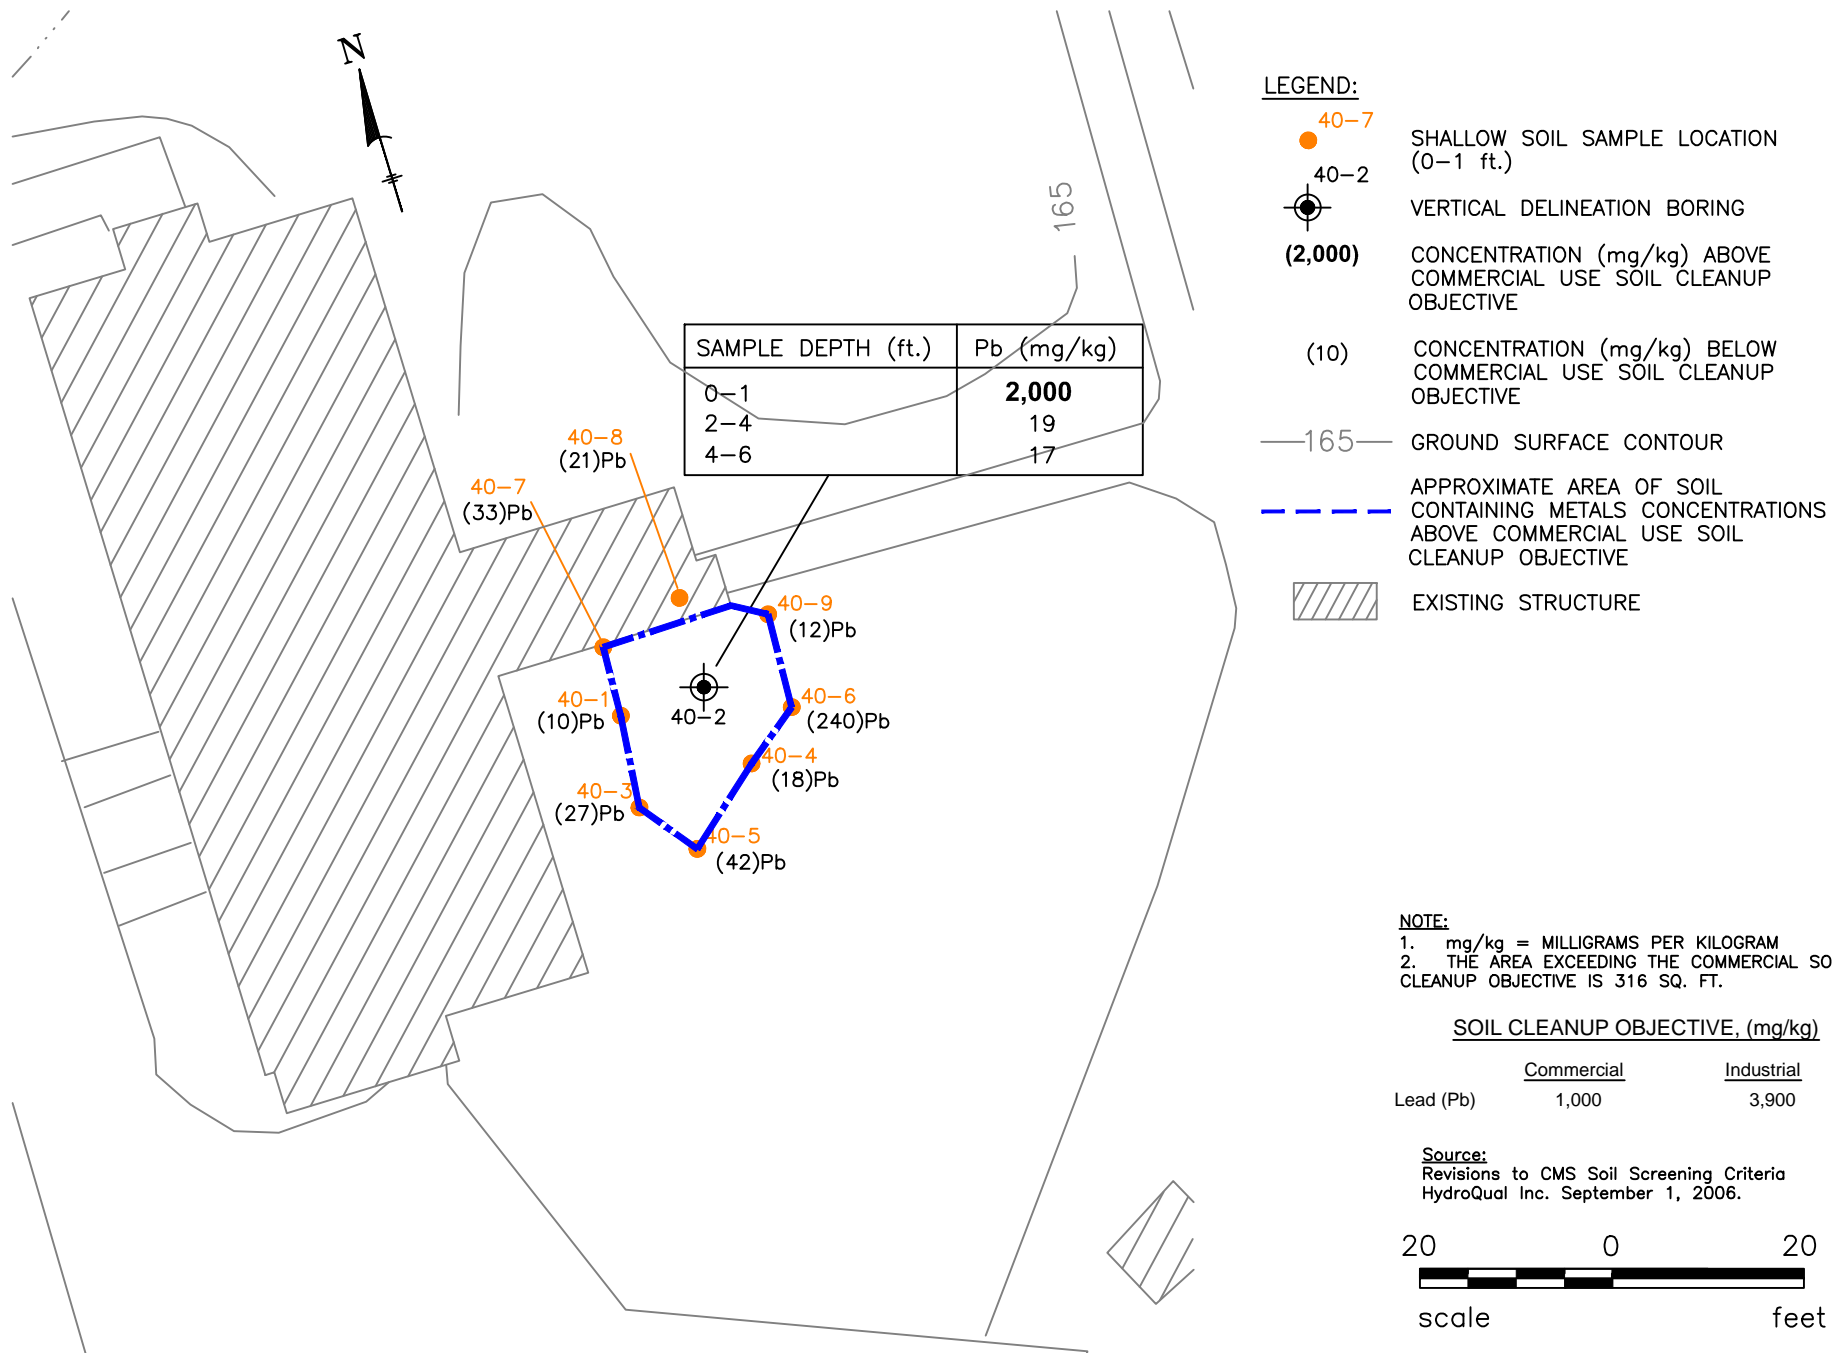 N
165
SAMPLE DEPTH (ft.) Pb (mg/kg)
0-1 2,000
2-4 19
4-6 17
40-8
(21)Pb
40-7
(33)Pb
40-9
(12)Pb
40-1
(10)Pb
40-2
40-6
(240)Pb
40-4
(18)Pb
40-3
(27)Pb
40-5
(42)Pb
LEGEND:
40-7
SHALLOW SOIL SAMPLE LOCATION
(0-1 ft.)
40-2
VERTICAL DELINEATION BORING
(2,000) CONCENTRATION (mg/kg) ABOVE
COMMERCIAL USE SOIL CLEANUP
OBJECTIVE
(10) CONCENTRATION (mg/kg) BELOW
COMMERCIAL USE SOIL CLEANUP
OBJECTIVE
165 GROUND SURFACE CONTOUR
APPROXIMATE AREA OF SOIL
CONTAINING METALS CONCENTRATIONS
ABOVE COMMERCIAL USE SOIL
CLEANUP OBJECTIVE
EXISTING STRUCTURE
NOTE:
1. mg/kg = MILLIGRAMS PER KILOGRAM
2. THE AREA EXCEEDING THE COMMERCIAL SO
CLEANUP OBJECTIVE IS 316 SQ. FT.
SOIL CLEANUP OBJECTIVE, (mg/kg)
Commercial Industrial
Lead (Pb) 1,000 3,900
Source:
Revisions to CMS Soil Screening Criteria
HydroQual Inc. September 1, 2006.
20 0 20
scale feet